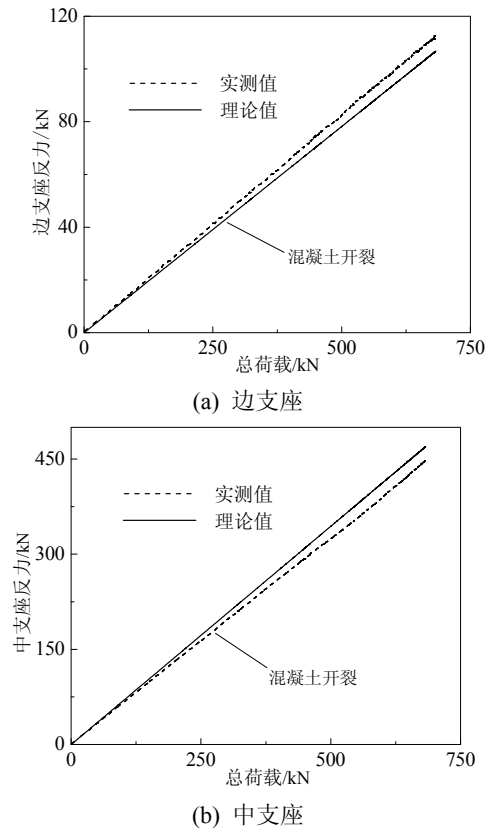 120
80
40
0
边支座反力/kN
实测值
理论值
混凝土开裂
0
250
500
750
总荷载/kN
(a) 边支座
450
300
150
0
中支座反力/kN
实测值
理论值
混凝土开裂
0
250
500
750
总荷载/kN
(b) 中支座